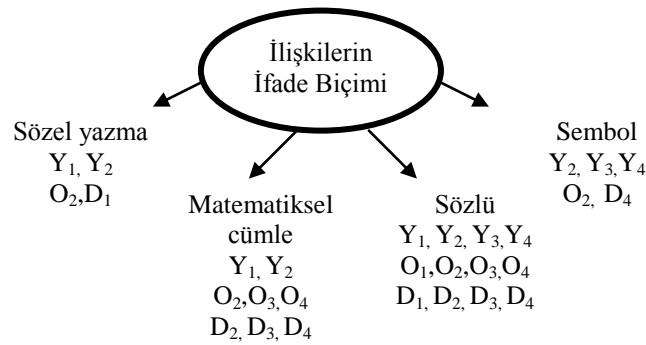 İlişkilerin
İfade Biçimi
Sözel yazma
Y₁, Y₂
O₂,D₁
Matematiksel
cümle
Y₁, Y₂
O₂,O₃,O₄
D₂, D₃, D₄
Sözlü
Y₁, Y₂, Y₃,Y₄
O₁,O₂,O₃,O₄
D₁, D₂, D₃, D₄
Sembol
Y₂, Y₃,Y₄
O₂, D₄